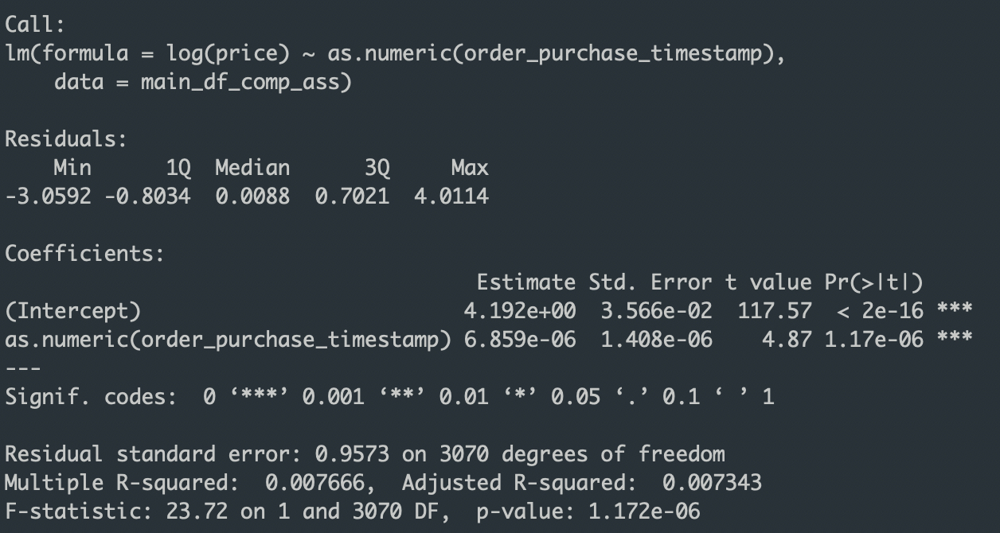 Call:
lm(formula = log(price) ~ as.numeric(order_purchase_timestamp),
    data = main_df_comp_ass)

Residuals:
    Min      1Q  Median      3Q     Max
-3.0592 -0.8034  0.0088  0.7021  4.0114

Coefficients:
                                      Estimate Std. Error t value Pr(>|t|)
(Intercept)                          4.192e+00  3.566e-02  117.57  < 2e-16 ***
as.numeric(order_purchase_timestamp) 6.859e-06  1.408e-06    4.87 1.17e-06 ***
---
Signif. codes:  0 ‘***’ 0.001 ‘**’ 0.01 ‘*’ 0.05 ‘.’ 0.1 ‘ ’ 1

Residual standard error: 0.9573 on 3070 degrees of freedom
Multiple R-squared:  0.007666,	Adjusted R-squared:  0.007343
F-statistic: 23.72 on 1 and 3070 DF,  p-value: 1.172e-06